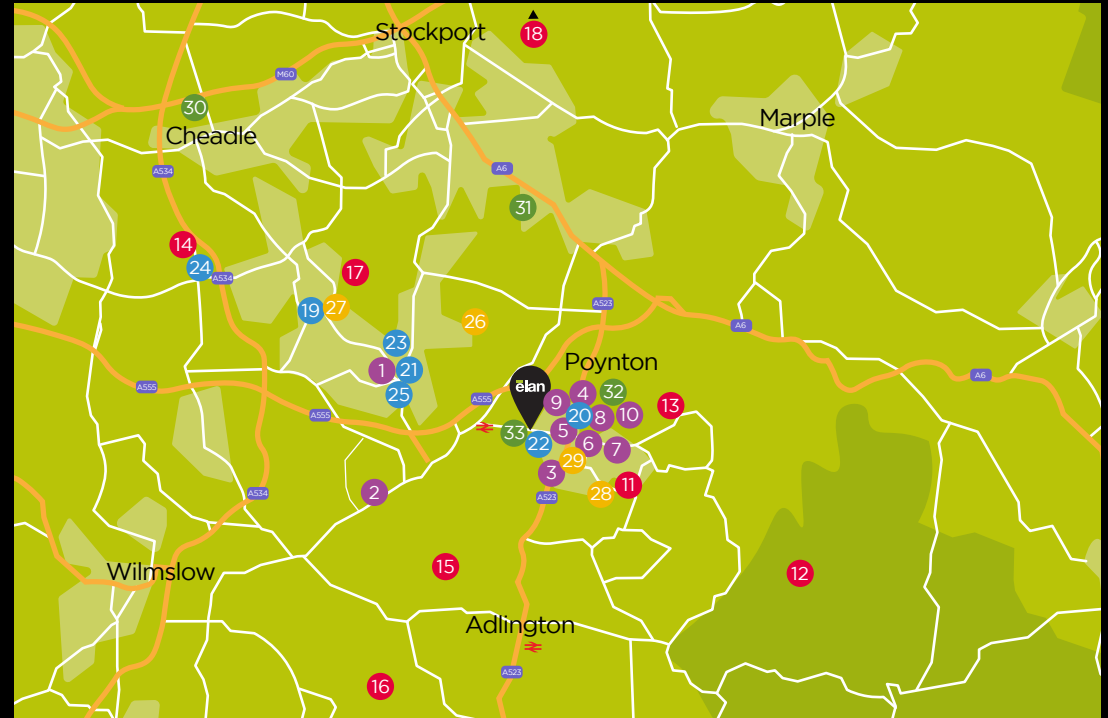 Stockport
18
M60
30
Cheadle
Marple
A534
A6
31
14
24
A534
17
19
27
A523
26
A6
23
1
21
25
Poynton
A6
A555
A555
A555
ëlan
9
4
32
20
8
10
13
33
22
5
6
7
29
3
28
11
A523
2
A534
15
12
Wilmslow
Adlington
A523
16